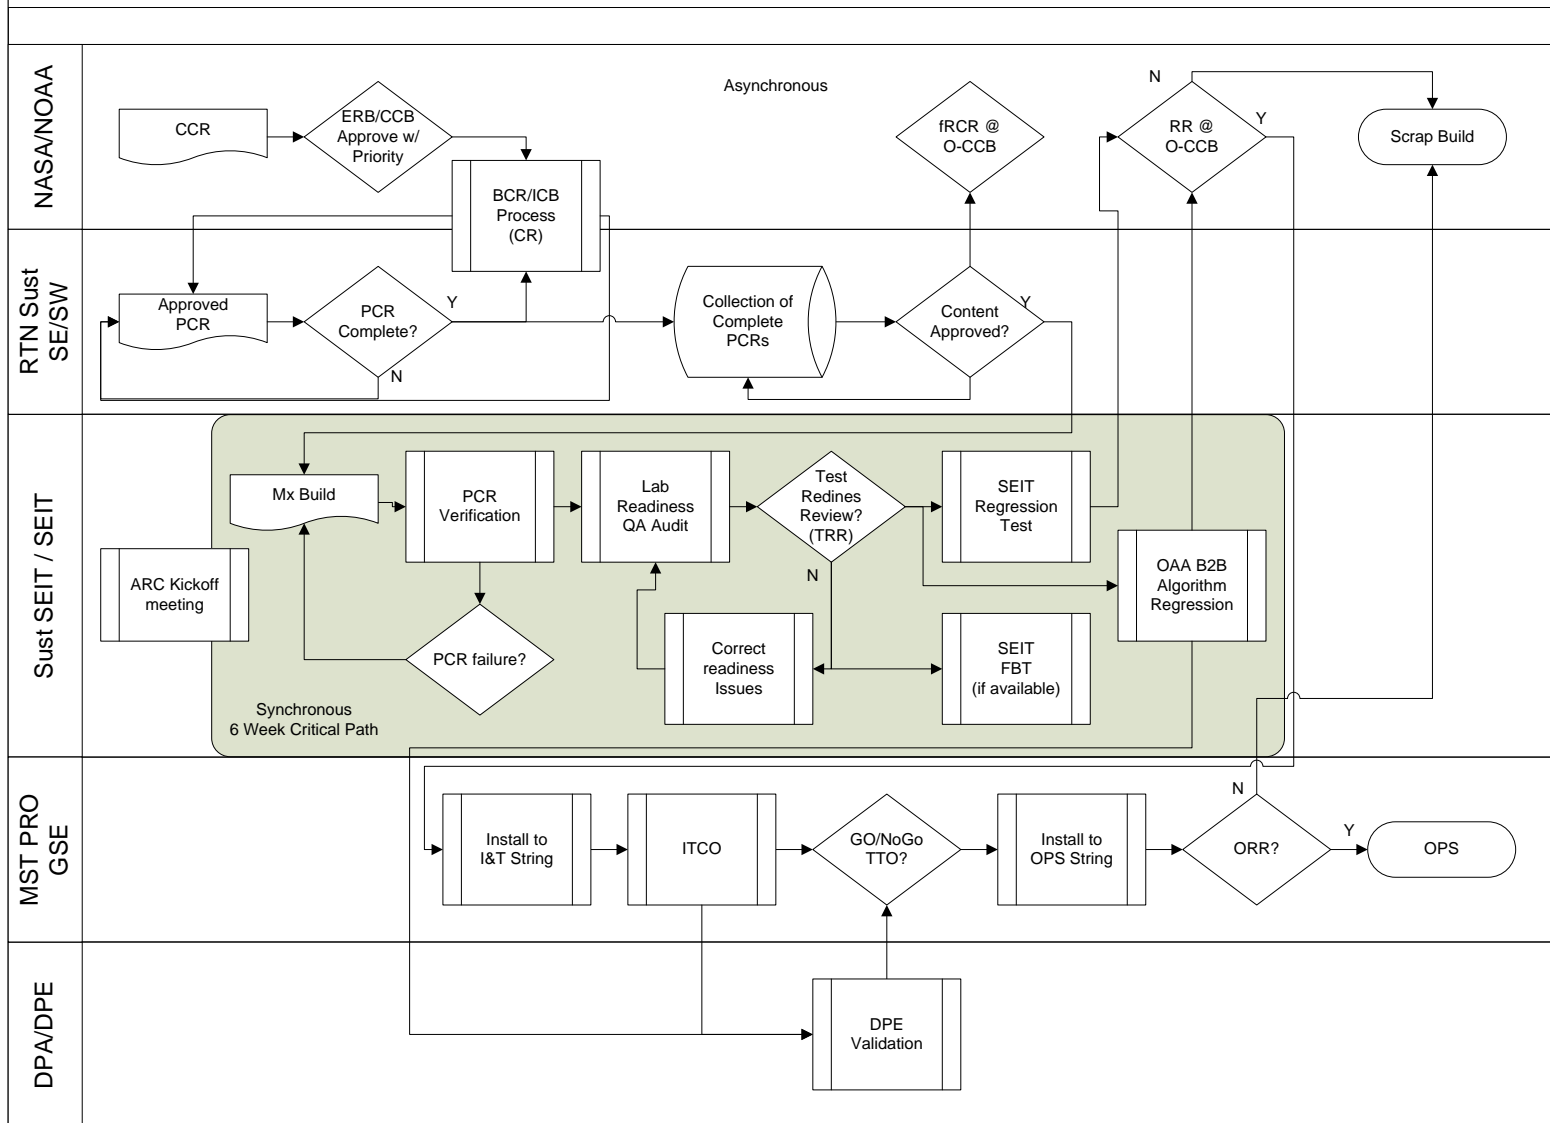 NASA/NOAA
CCR
ERB/CCB
Approve w/
Priority
BCR/ICB
Process
(CR)
Asynchronous
fRCR @
O-CCB
N
RR @
O-CCB
Y
Scrap Build
RTN Sust
SE/SW
Approved
PCR
PCR
Complete?
Y
N
Collection of
Complete
PCRs
Content
Approved?
Y
Sust SEIT / SEIT
ARC Kickoff
meeting
Mx Build
PCR
Verification
PCR failure?
Lab
Readiness
QA Audit
Test
Redines
Review?
(TRR)
N
Correct
readiness
Issues
SEIT
Regression
Test
SEIT
FBT
(if available)
OAA B2B
Algorithm
Regression
Synchronous
6 Week Critical Path
MST PRO
GSE
Install to
I&T String
ITCO
GO/NoGo
TTO?
Install to
OPS String
N
ORR?
Y
OPS
DPA/DPE
DPE
Validation